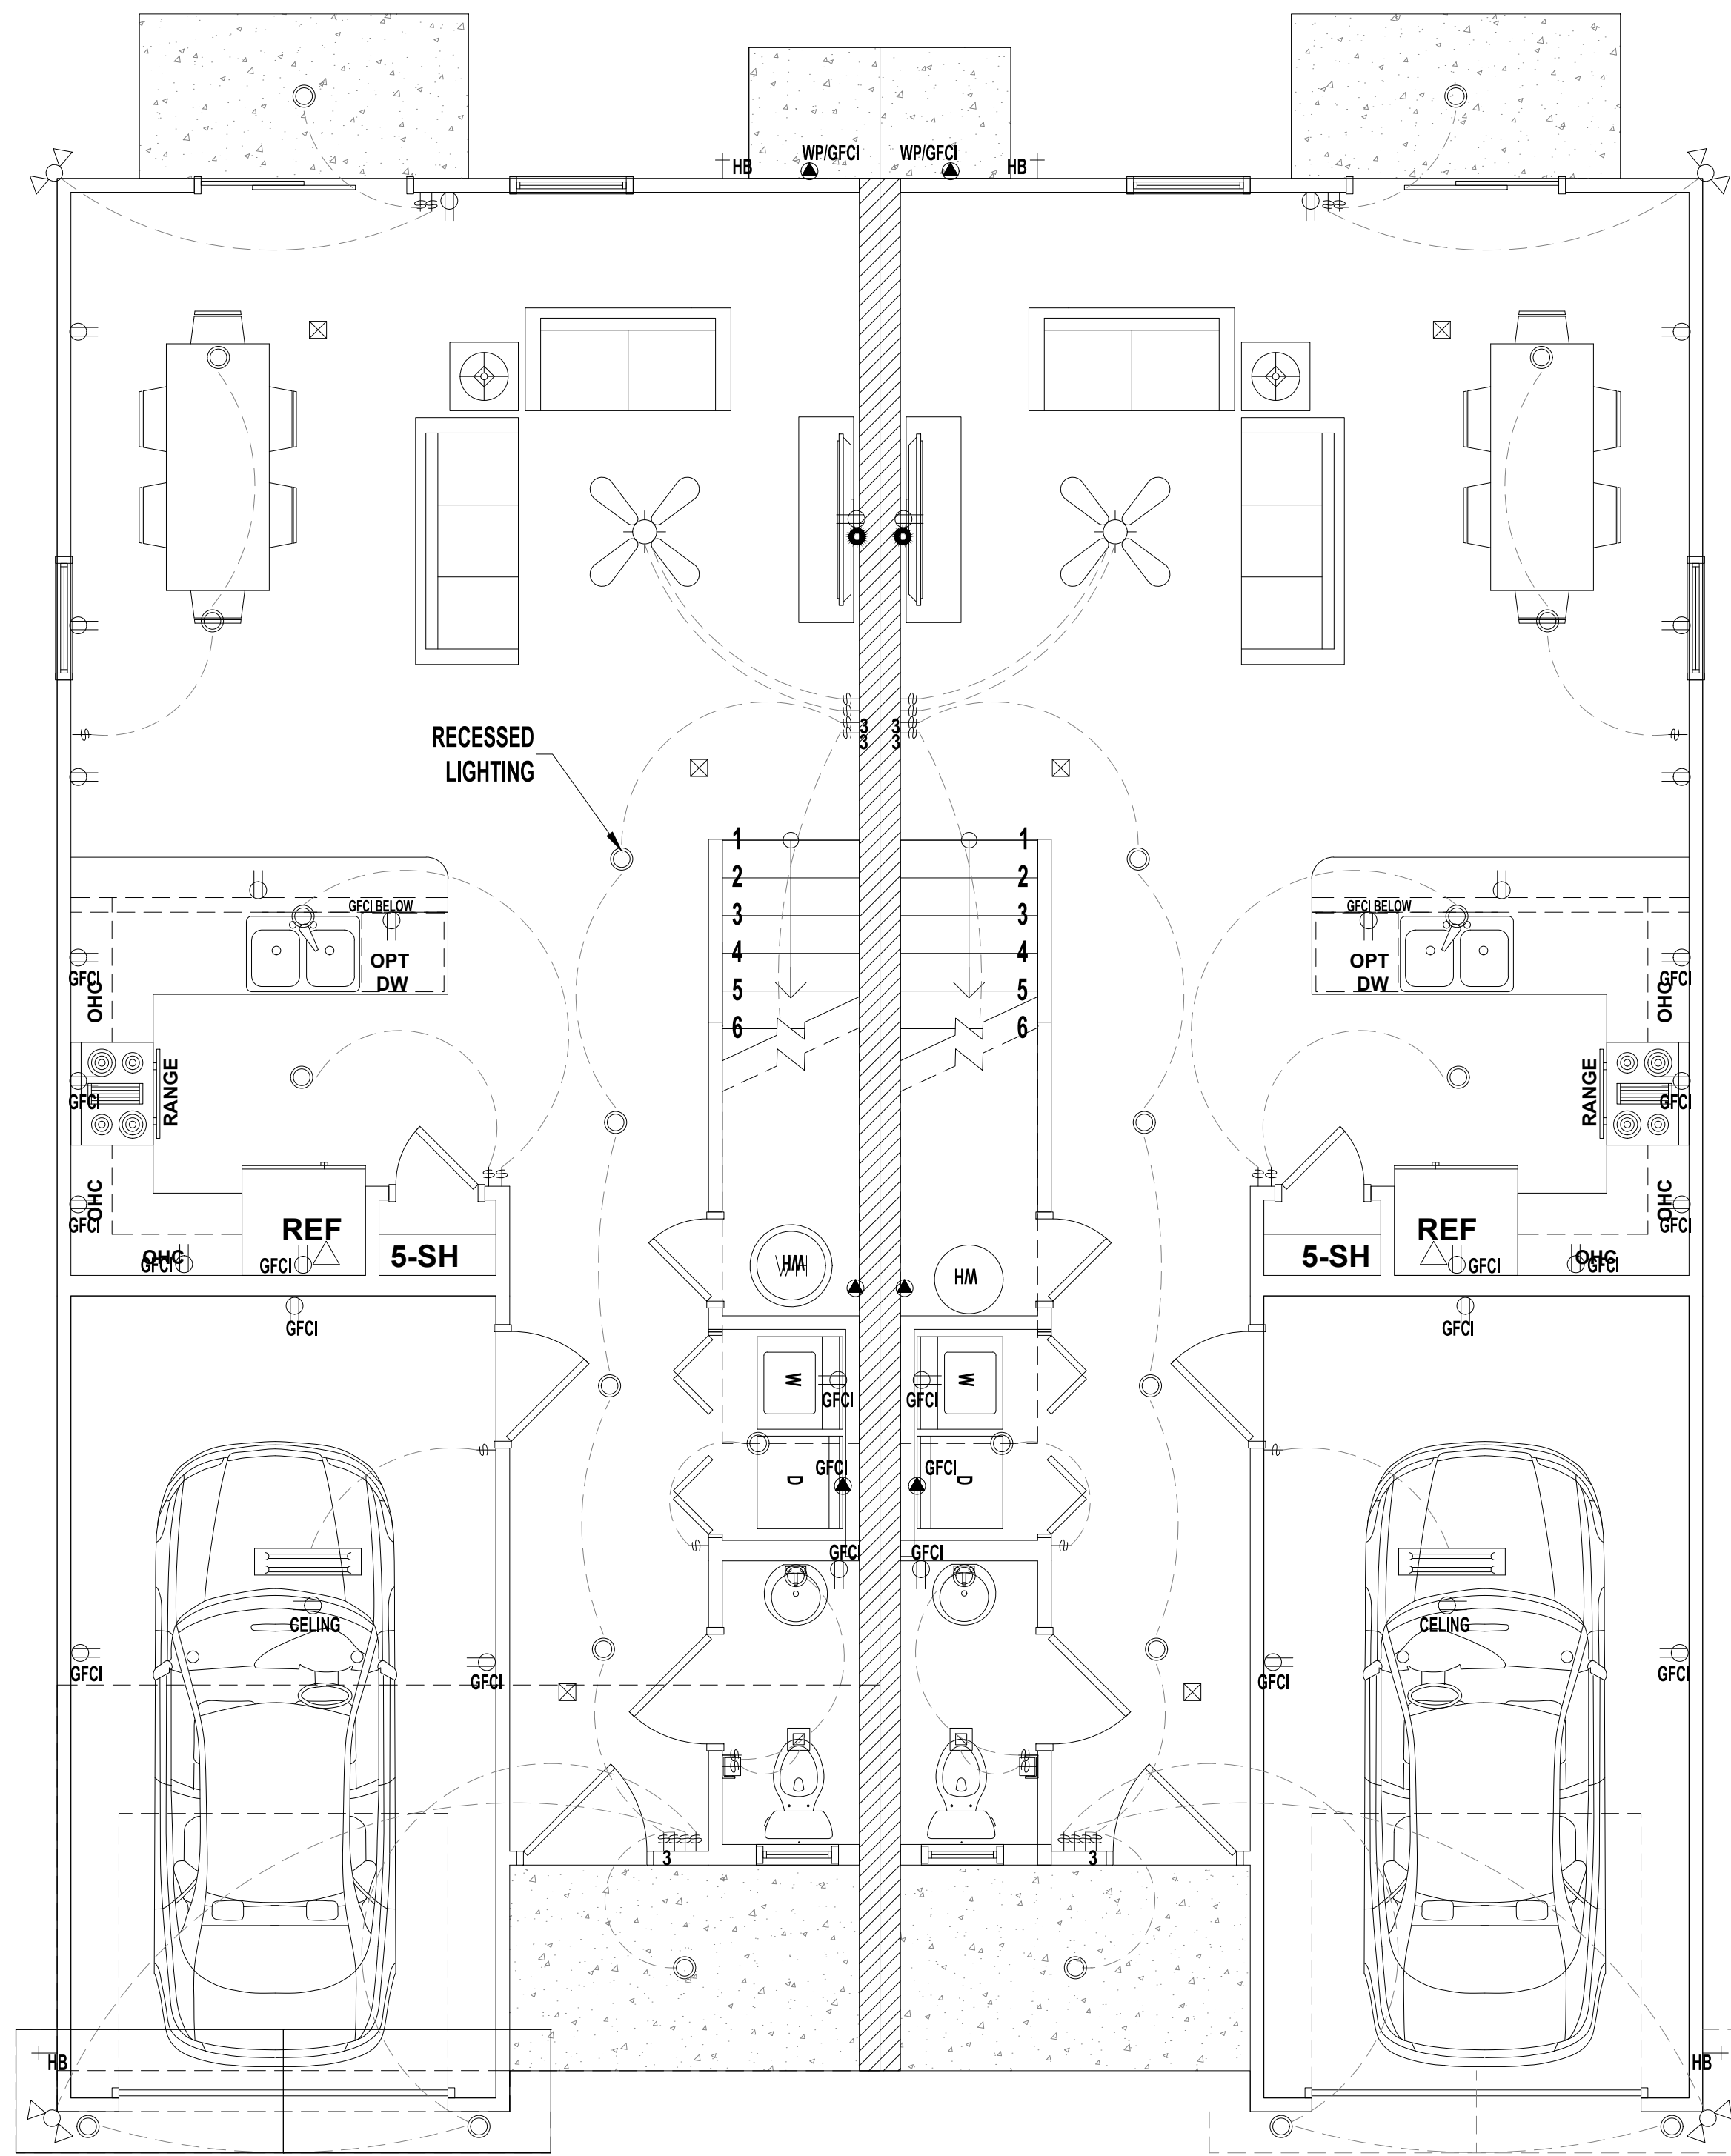 HB WP/GFCI WP/GFCI HB
RECESSED
LIGHTING
3 3
3 3
1 1
2 2
3 3
4 4
5 5
6 6
GFCI BELOW GFCI BELOW
OPT OPT
DW DW
GFCI GFCI
OHC OHC
RANGE RANGE
GFCI GFCI
OHC OHC
GFCI GFCI
REF REF
OHC OHC
GFCI GFCI GFCI GFCI
5-SH 5-SH
WH WH
GFCI GFCI
W W
GFCI GFCI
GFCI GFCI
D D
GFCI GFCI
CELING CELING
GFCI GFCI GFCI GFCI
3 3
HB HB